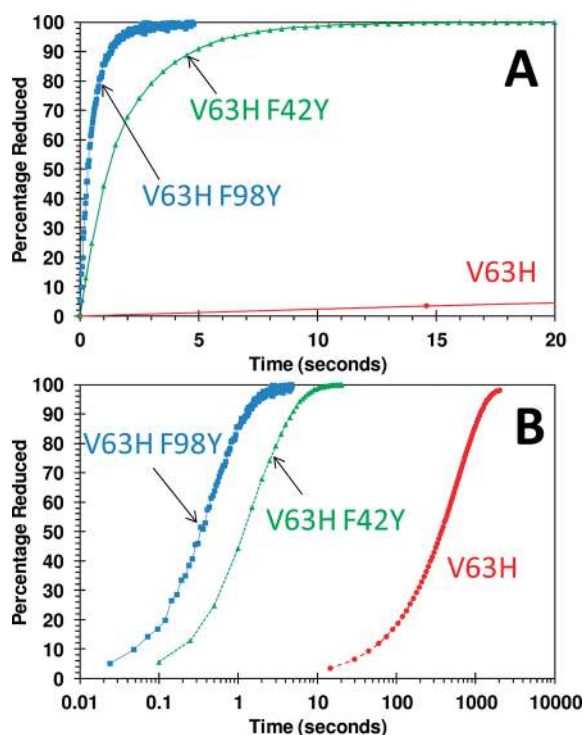 100
90
80
70
60
50
40
30
20
10
0
Percentage Reduced
A
V63H F42Y
V63H F98Y
V63H
0 5 10 15 20
Time (seconds)
100
90
80
70
60
50
40
30
20
10
0
Percentage Reduced
B
V63H F98Y
V63H F42Y
V63H
0.01 0.1 1 10 100 1000 10000
Time (seconds)